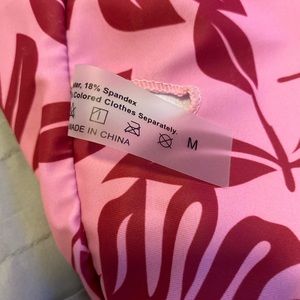 18% Spandex
Colored Clothes Separately.
MADE IN CHINA
M